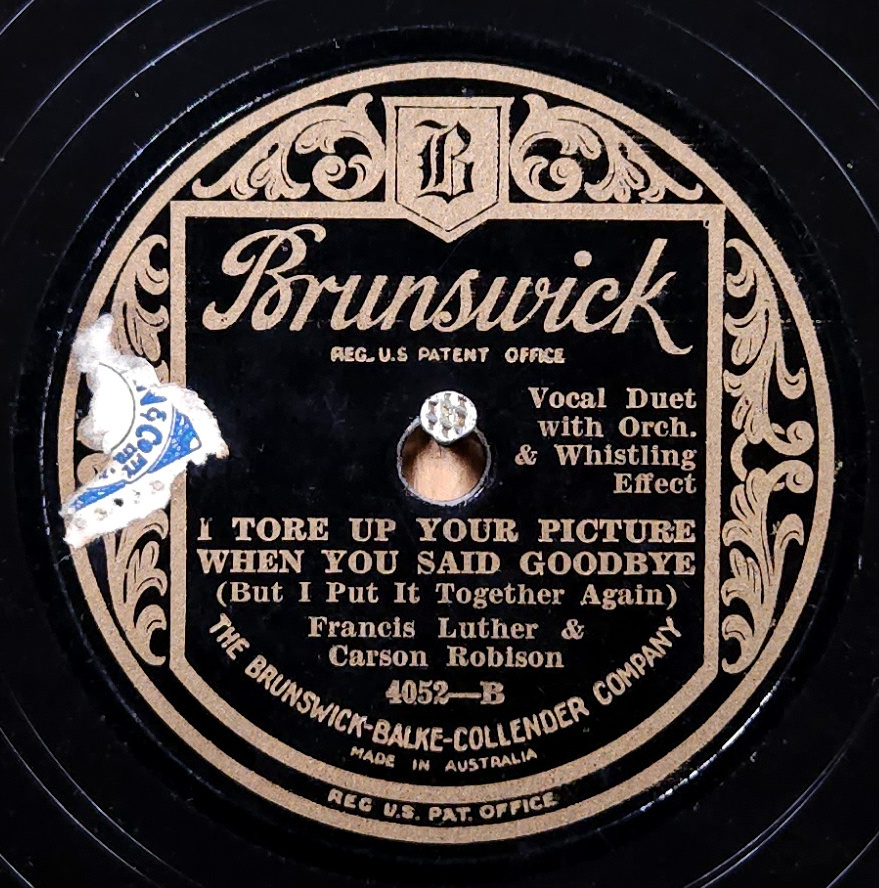 B
Brunswick
REG. U.S PATENT OFFICE
Vocal Duet
with Orch.
& Whistling
Effect
I TORE UP YOUR PICTURE
WHEN YOU SAID GOODBYE
(But I Put It Together Again)
Francis Luther &
Carson Robison
4052—B
THE BRUNSWICK-BALKE-COLLENDER COMPANY
MADE IN AUSTRALIA
REG U.S. PAT. OFFICE